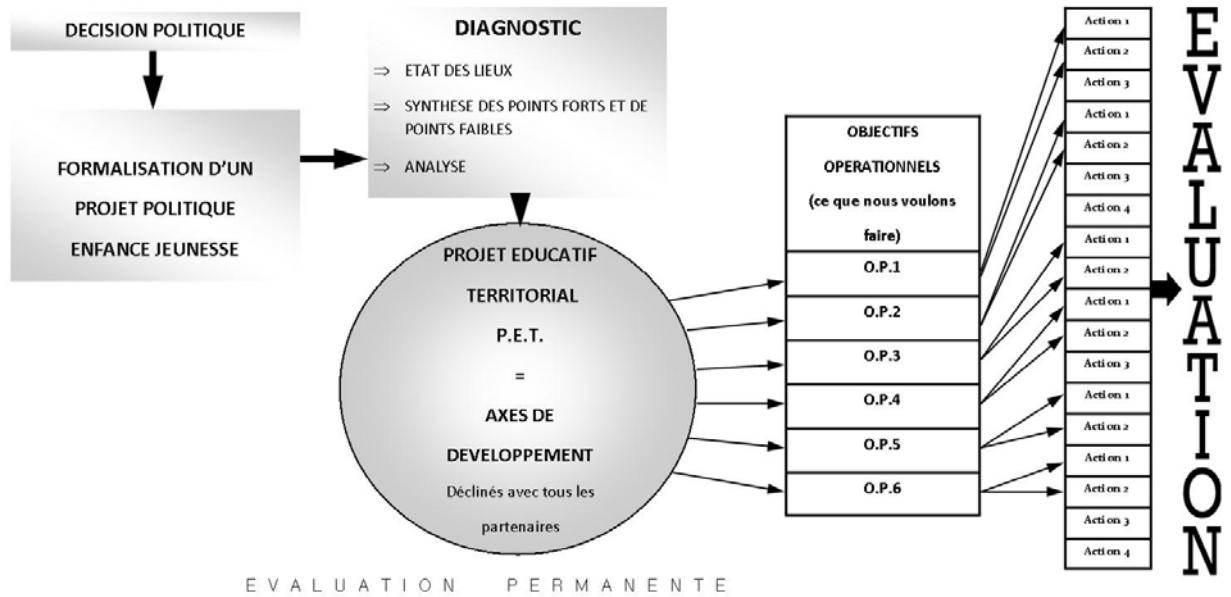 DECISION POLITIQUE
FORMALISATION D'UN
PROJET POLITIQUE
ENFANCE JEUNESSE
DIAGNOSTIC
⇒ ETAT DES LIEUX
⇒ SYNTHESE DES POINTS FORTS ET DE
POINTS FAIBLES
⇒ ANALYSE
PROJET EDUCATIF
TERRITORIAL
P.E.T.
=
AXES DE
DEVELOPPEMENT
Déclinés avec tous les
partenaires
OBJECTIFS
OPERATIONNELS
(ce que nous voulons
faire)
O.P.1
O.P.2
O.P.3
O.P.4
O.P.5
O.P.6
Action 1
Action 2
Action 3
Action 1
Action 2
Action 3
Action 4
Action 1
Action 2
Action 1
Action 2
Action 3
Action 1
Action 2
Action 1
Action 2
Action 3
Action 4
EVALUATION
EVALUATION PERMANENTE